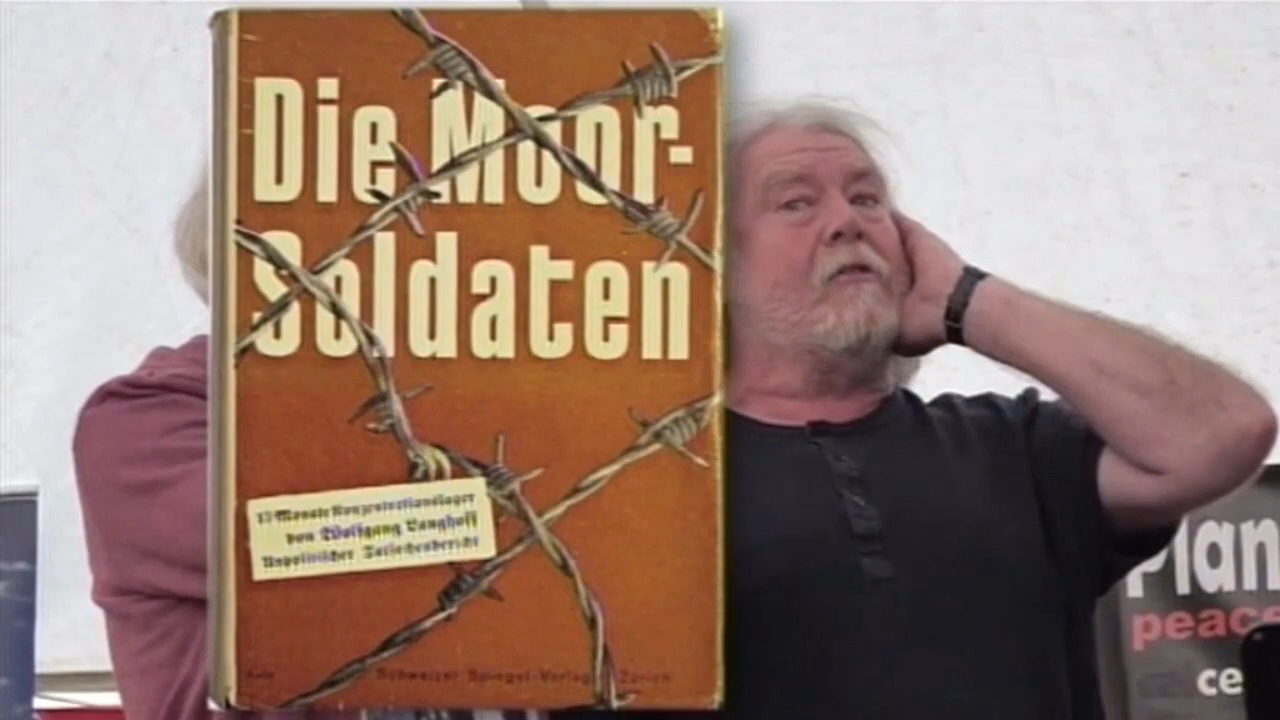 Die Moor-
Soldaten
13 Monate Konzentrationslager
von Wolfgang Langhoff
Unpolitischer Tatsachenbericht
Schweizer Spiegel-Verlag Zürich
Plan
peace
ce